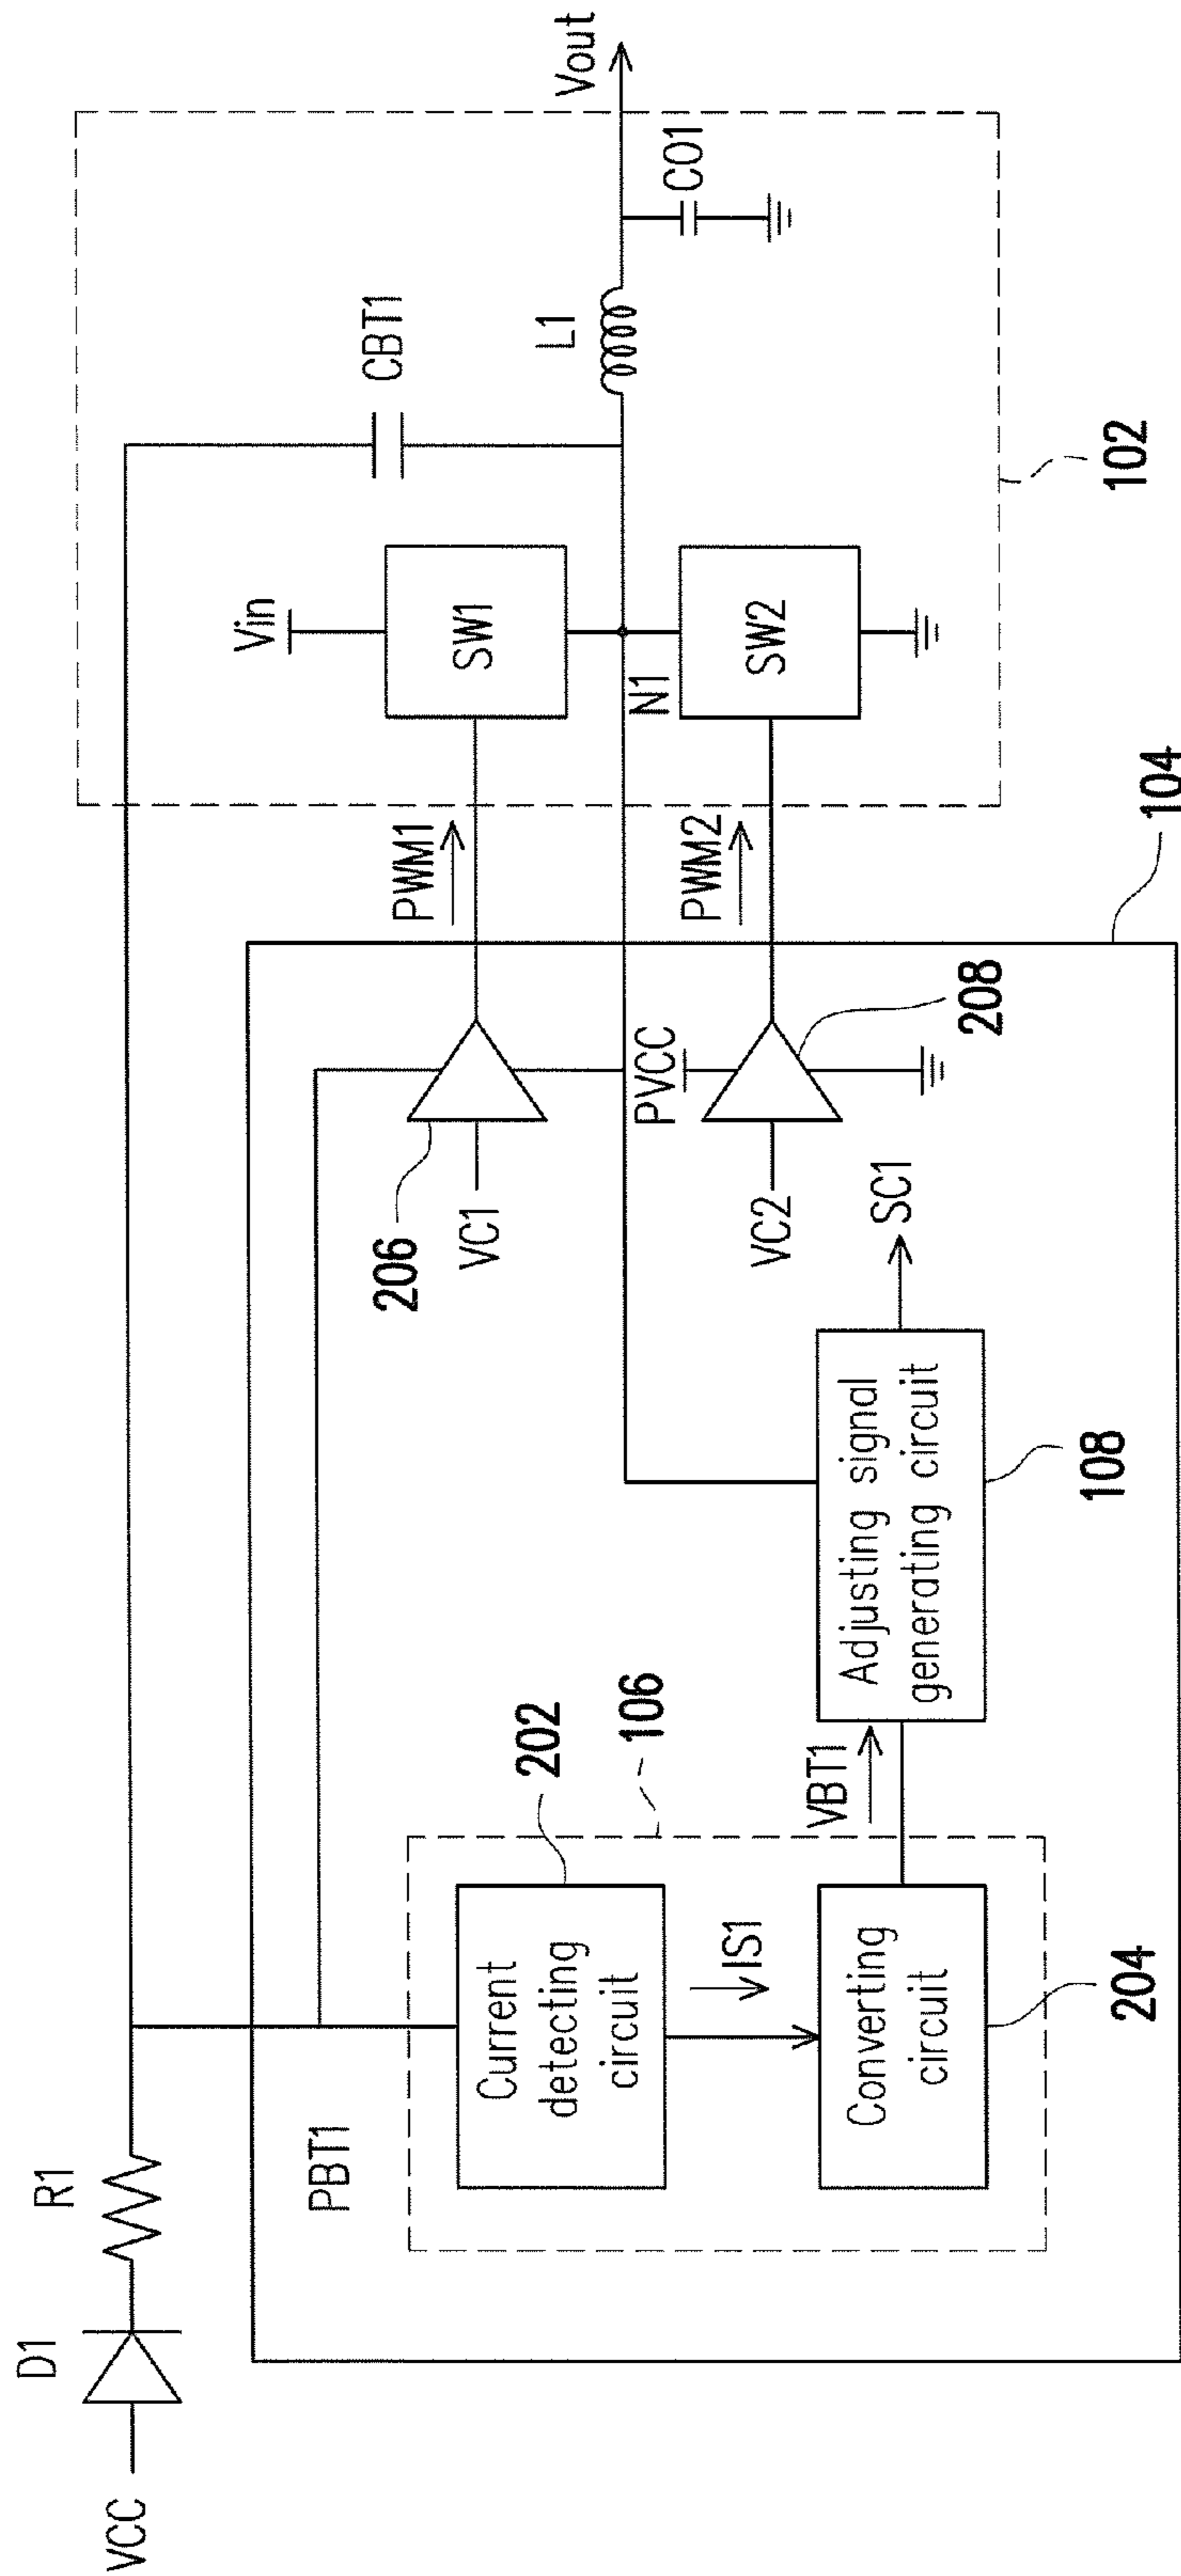 VCC
D1
R1
PBT1
Vin
CBT1
L1
Vout
CO1
SW1
N1
SW2
102
PWM1
PWM2
104
206
VC1
PVCC
VC2
208
SC1
Current
detecting
circuit
202
106
IS1
VBT1
Converting
circuit
204
Adjusting signal
generating circuit
108